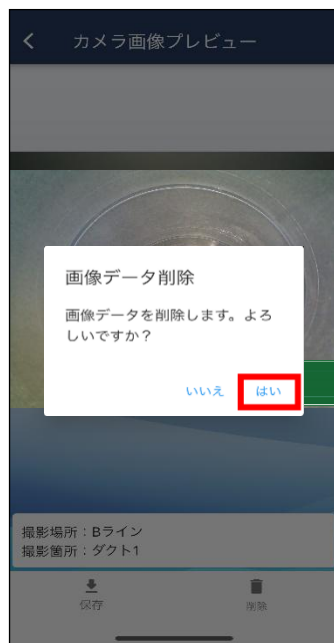 カメラ画像プレビュー
画像データ削除
画像データを削除します。よろ
しいですか？
いいえ はい
撮影場所：Bライン
撮影箇所：ダクト1
保存 削除